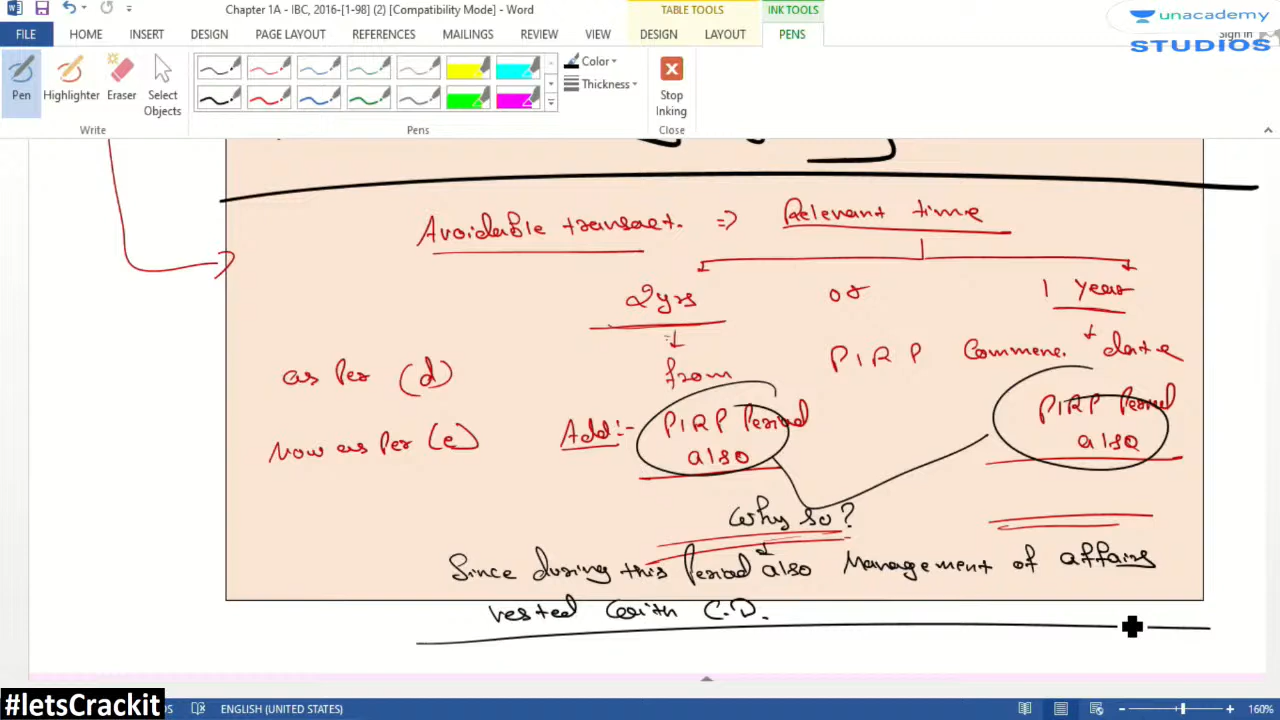 Chapter 1A - IBC, 2016-[1-98] (2) [Compatibility Mode] - Word
TABLE TOOLS
INK TOOLS
unacademy
STUDIOS
FILE
HOME
INSERT
DESIGN
PAGE LAYOUT
REFERENCES
MAILINGS
REVIEW
VIEW
DESIGN
LAYOUT
PENS
Sign in
Pen
Highlighter
Eraser
Select Objects
Color
Thickness
Stop Inking
Write
Pens
Close
Avoidable transact. => Relevant time
2yrs or 1 year
from PIRP Commenc. date
as per (d)
Now as per (e)
Add:- PIRP Period also
PIRP Period also
Why so?
Since during this Period also Management of affairs
vested with C.D.
#letsCrackit
ENGLISH (UNITED STATES)
160%